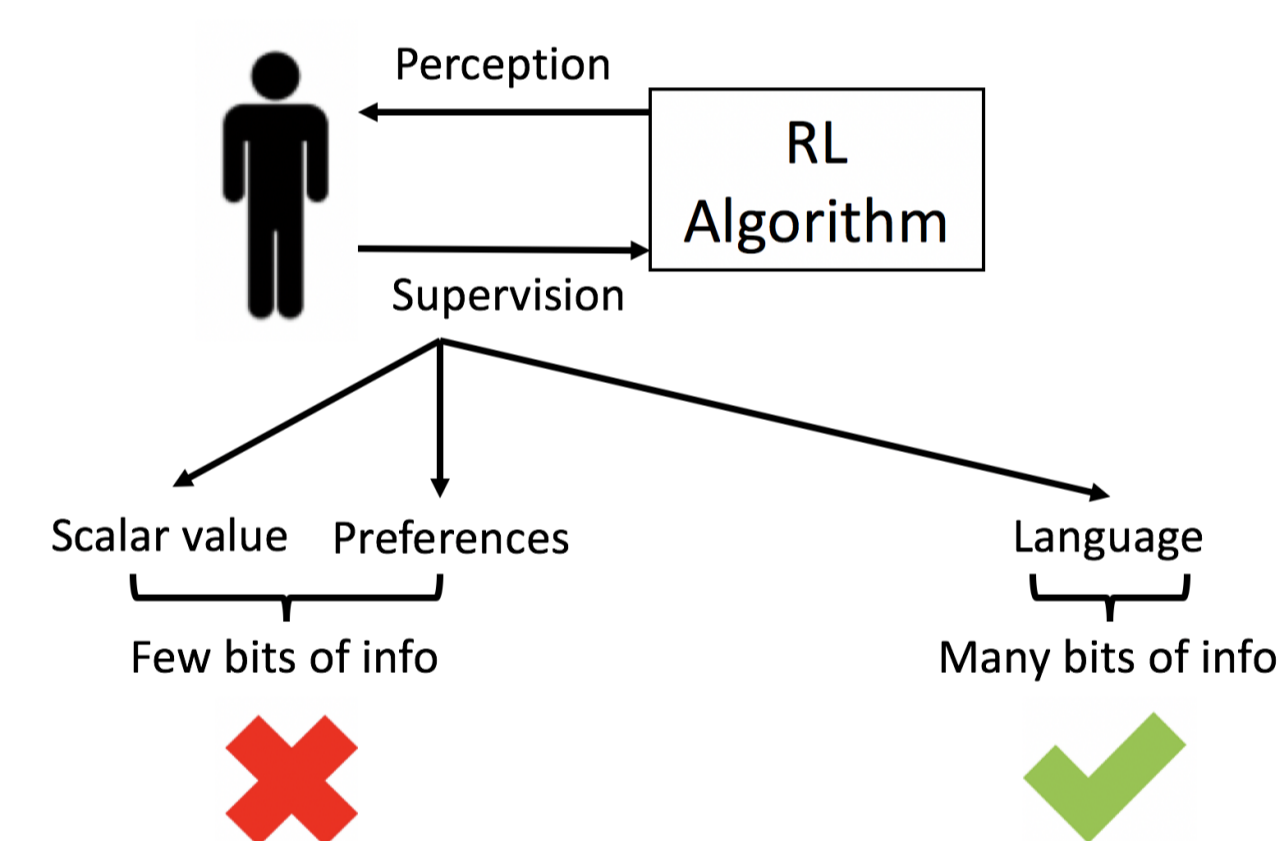 Perception
RL
Algorithm
Supervision
Scalar value
Preferences
Language
Few bits of info
Many bits of info